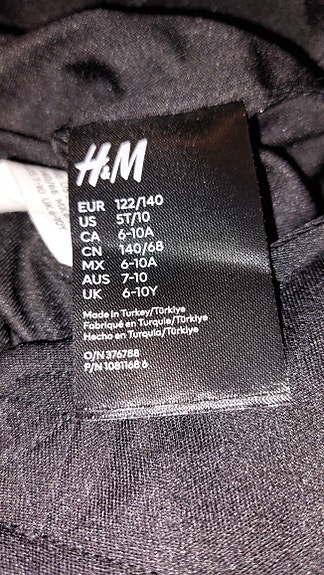 H&M
EUR 122/140
US 5T/10
CA 6-10A
CN 140/68
MX 6-10A
AUS 7-10
UK 6-10Y
Made in Turkey/Türkiye
Fabriqué en Turquie/Türkiye
Hecho en Turquía/Türkiye
O/N 376788
P/N 1081168 6